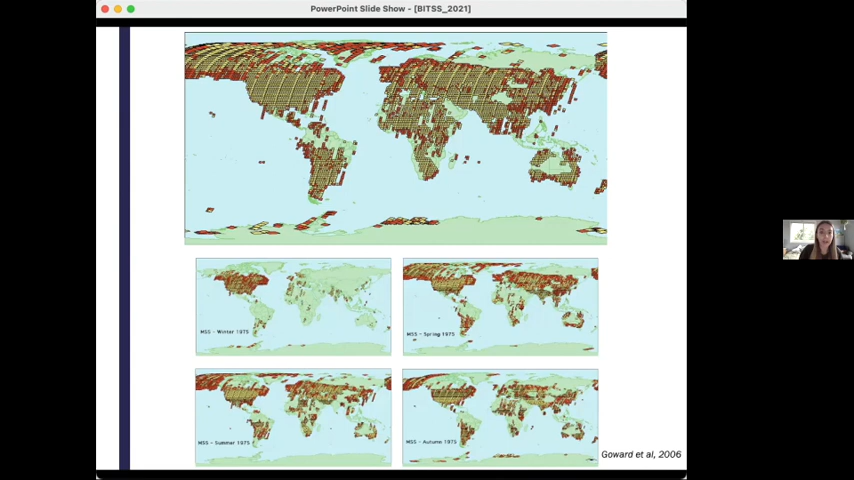 PowerPoint Slide Show - [BITSS_2021]
MSS - Winter 1975
MSS - Spring 1975
MSS - Summer 1975
MSS - Autumn 1975
Goward et al, 2006